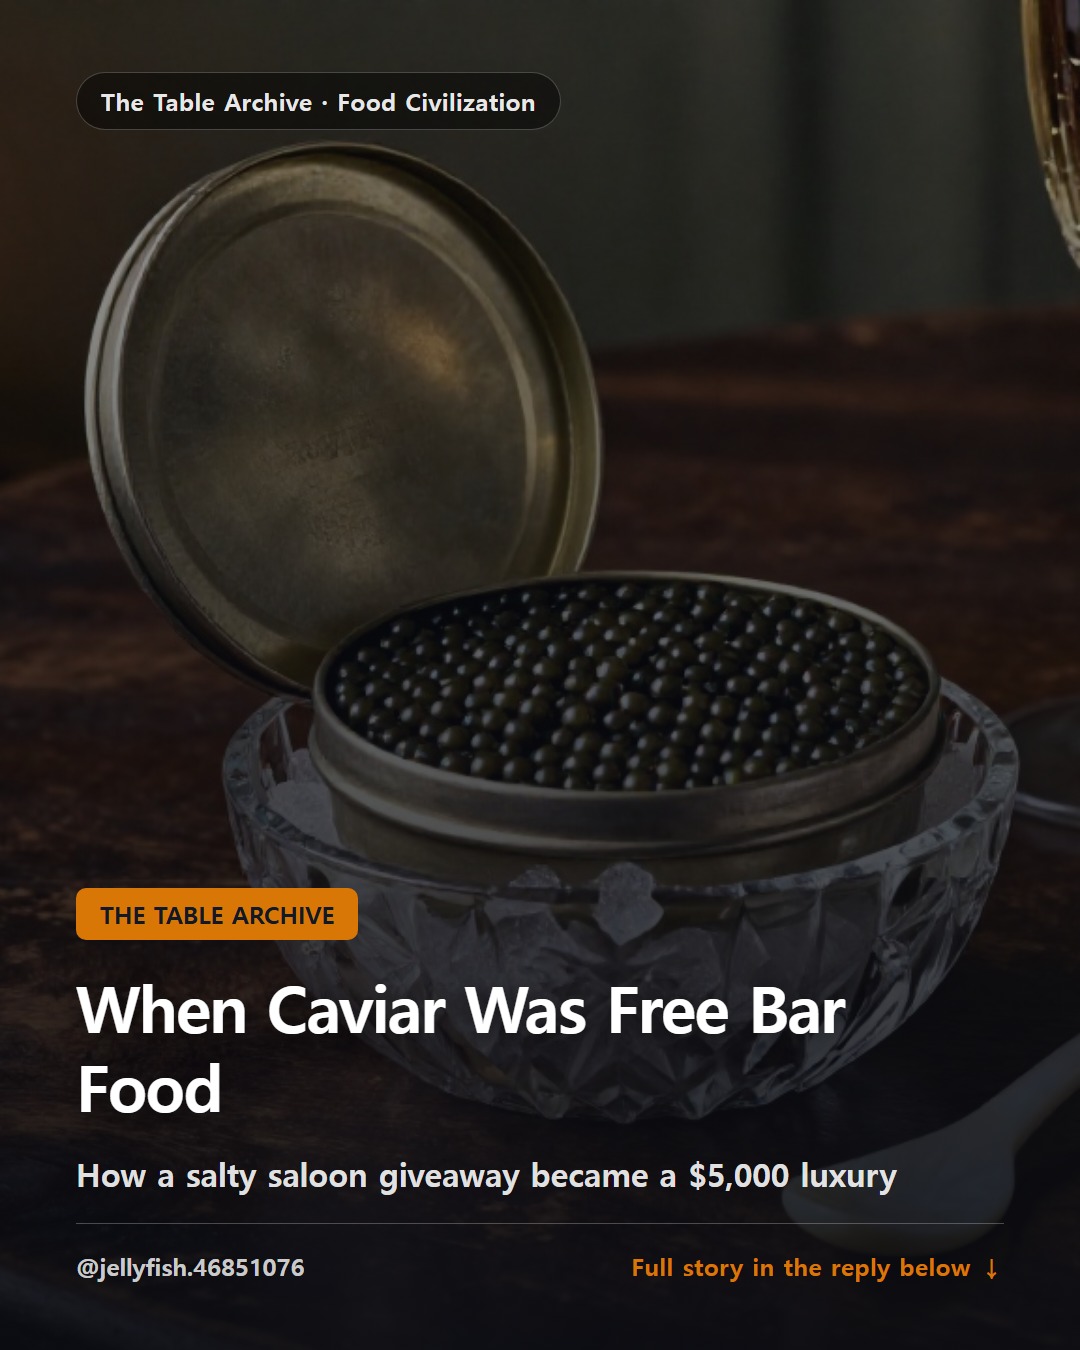 The Table Archive · Food Civilization
THE TABLE ARCHIVE
When Caviar Was Free Bar
Food
How a salty saloon giveaway became a $5,000 luxury
@jellyfish.46851076
Full story in the reply below ↓